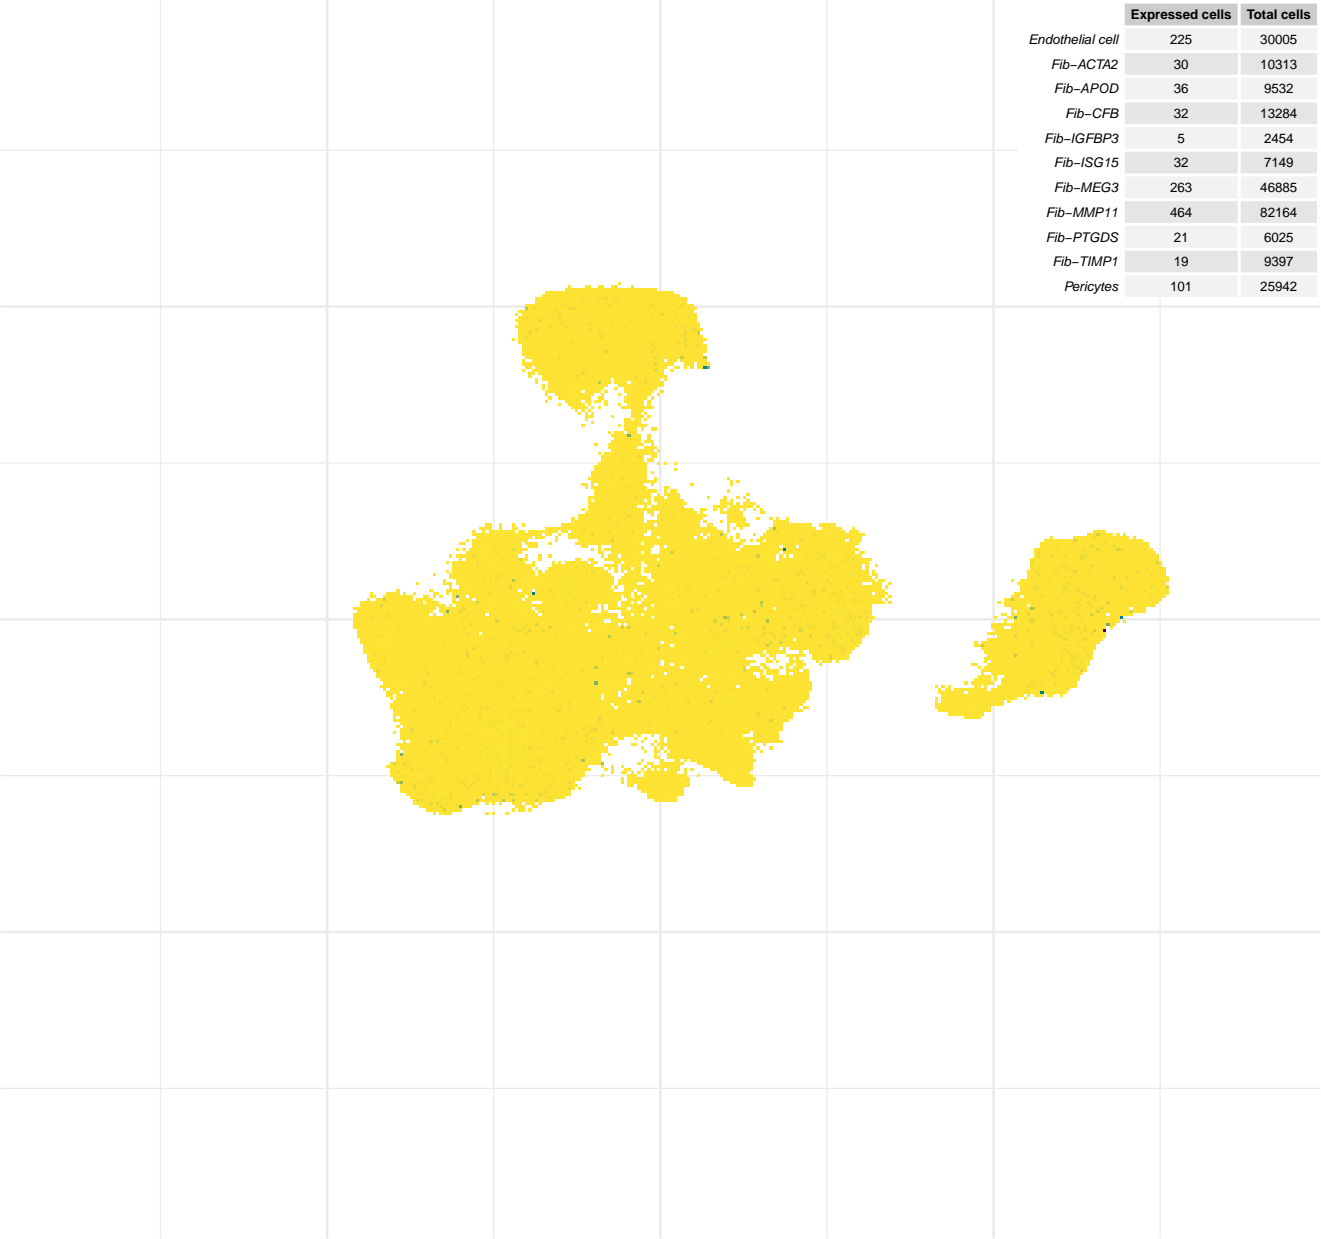 Expressed cells Total cells
Endothelial cell 225 30005
Fib−ACTA2 30 10313
Fib−APOD 36 9532
Fib−CFB 32 13284
Fib−IGFBP3 5 2454
Fib−ISG15 32 7149
Fib−MEG3 263 46885
Fib−MMP11 464 82164
Fib−PTGDS 21 6025
Fib−TIMP1 19 9397
Pericytes 101 25942